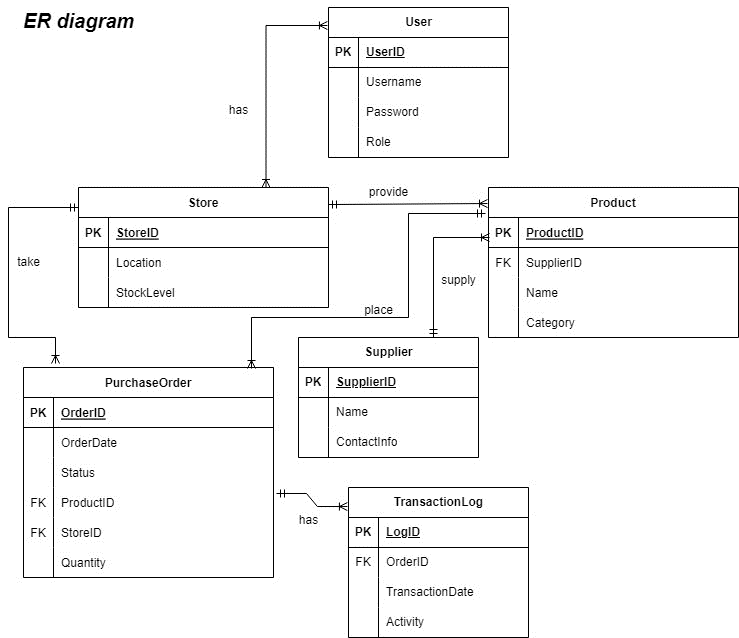 ER diagram
User
PK UserID
Username
Password
Role
has
Store
PK StoreID
Location
StockLevel
provide
Product
PK ProductID
FK SupplierID
Name
Category
take
supply
place
Supplier
PK SupplierID
Name
ContactInfo
PurchaseOrder
PK OrderID
OrderDate
Status
FK ProductID
FK StoreID
Quantity
has
TransactionLog
PK LogID
FK OrderID
TransactionDate
Activity